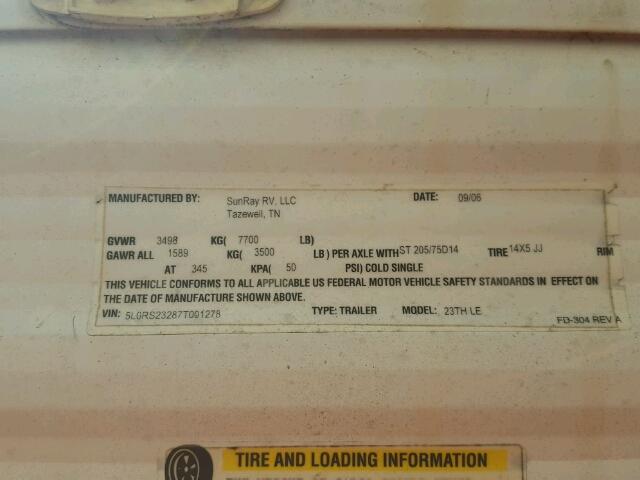 MANUFACTURED BY: SunRay RV, LLC DATE: 09/06
Tazewell, TN
GVWR 3498 KG( 7700 LB)
GAWR ALL 1589 KG( 3500 LB ) PER AXLE WITH ST 205/75D14 TIRE 14X5 JJ RIM
AT 345 KPA( 50 PSI) COLD SINGLE
THIS VEHICLE CONFORMS TO ALL APPLICABLE US FEDERAL MOTOR VEHICLE SAFETY STANDARDS IN EFFECT ON
THE DATE OF MANUFACTURE SHOWN ABOVE.
VIN: 5LGRS23287T001278 TYPE: TRAILER MODEL: 23TH LE
FD-304 REV A
TIRE AND LOADING INFORMATION